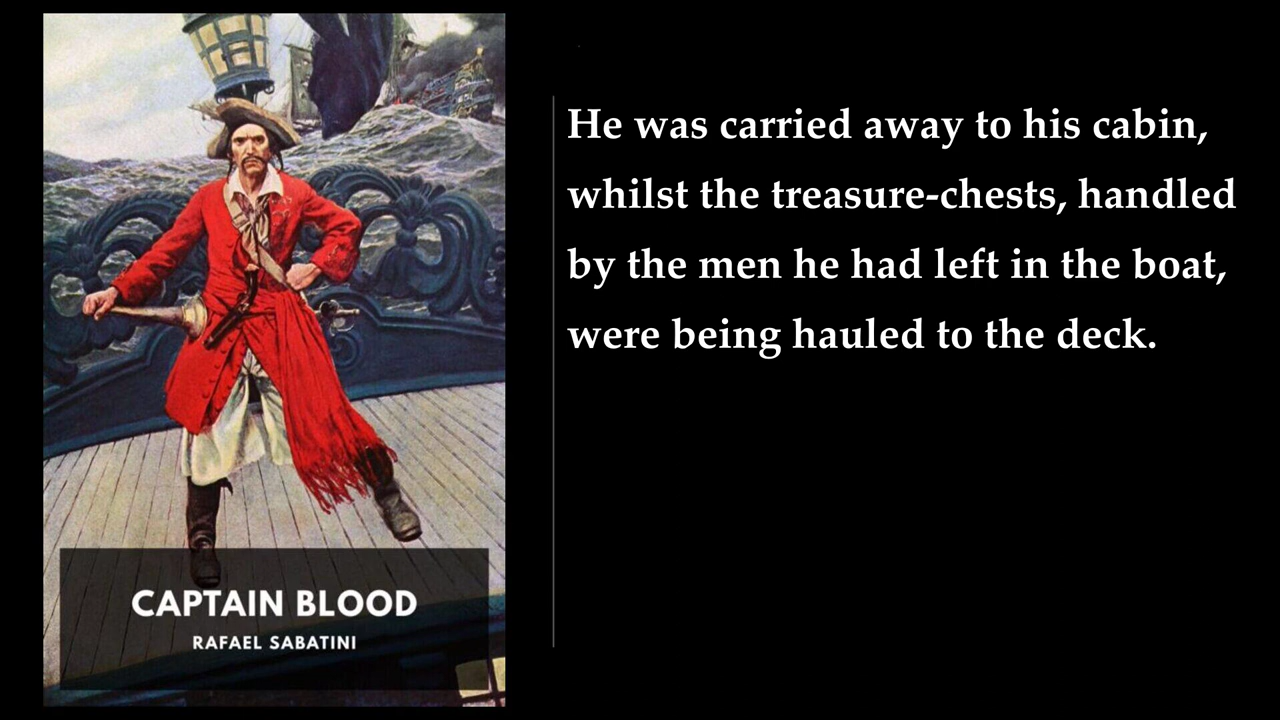 He was carried away to his cabin,
whilst the treasure-chests, handled
by the men he had left in the boat,
were being hauled to the deck.
CAPTAIN BLOOD
RAFAEL SABATINI